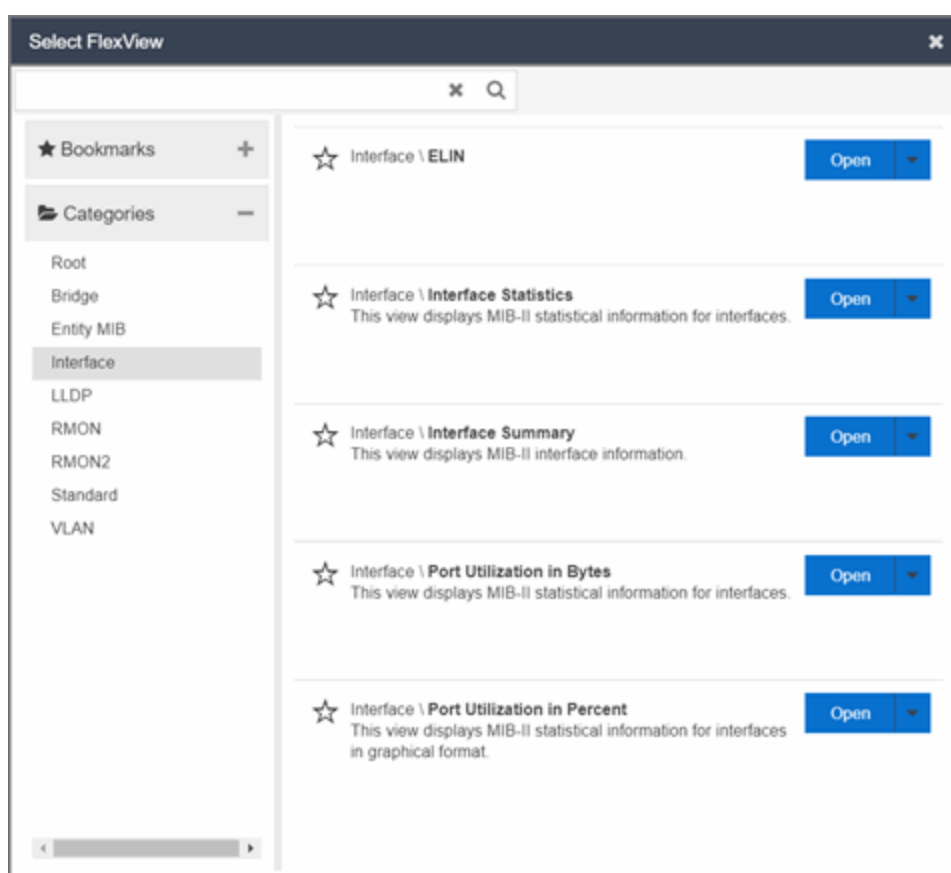 Select FlexView
Bookmarks
Categories
Root
Bridge
Entity MIB
Interface
LLDP
RMON
RMON2
Standard
VLAN
Interface \ ELIN
Open
Interface \ Interface Statistics
This view displays MIB-II statistical information for interfaces.
Open
Interface \ Interface Summary
This view displays MIB-II interface information.
Open
Interface \ Port Utilization in Bytes
This view displays MIB-II statistical information for interfaces.
Open
Interface \ Port Utilization in Percent
This view displays MIB-II statistical information for interfaces
in graphical format.
Open